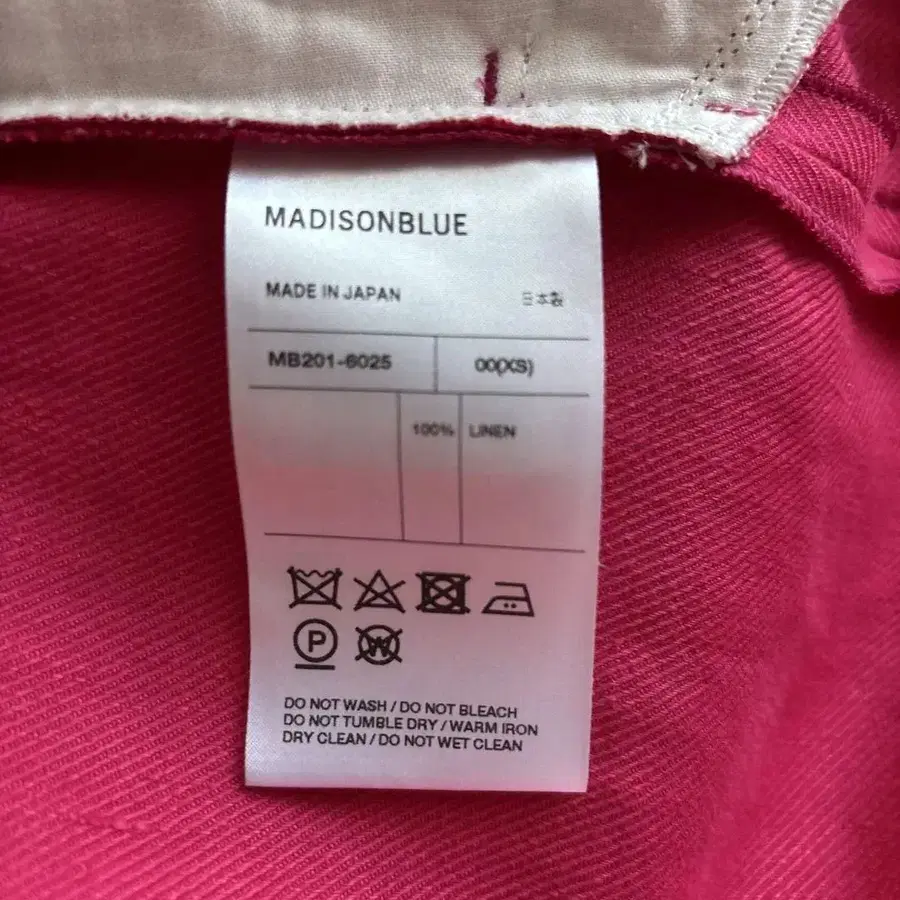 MADISONBLUE
MADE IN JAPAN 日本製
MB201-6025 00(XS)
100% LINEN
P
W
DO NOT WASH / DO NOT BLEACH
DO NOT TUMBLE DRY / WARM IRON
DRY CLEAN / DO NOT WET CLEAN